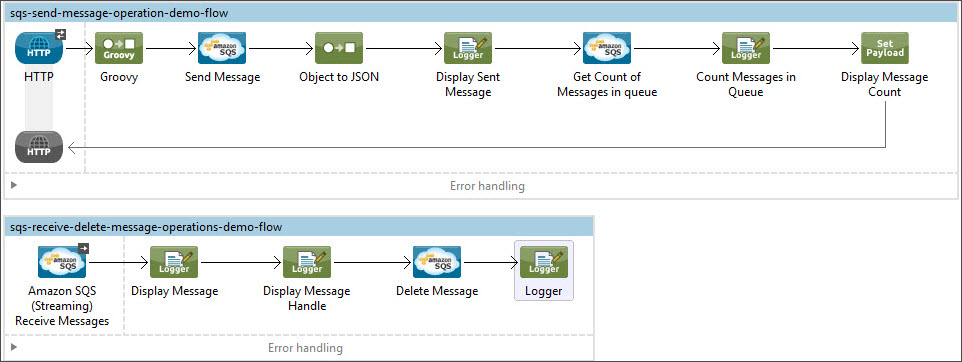 sqs-send-message-operation-demo-flow
HTTP
Groovy
amazon
SQS
Logger
amazon
SQS
Logger
Set
Payload
HTTP
Groovy
Send Message
Object to JSON
Display Sent
Message
Get Count of
Messages in queue
Count Messages in
Queue
Display Message
Count
HTTP
Error handling
sqs-receive-delete-message-operations-demo-flow
amazon
SQS
Logger
Logger
amazon
SQS
Logger
Amazon SQS
(Streaming)
Receive Messages
Display Message
Display Message
Handle
Delete Message
Logger
Error handling